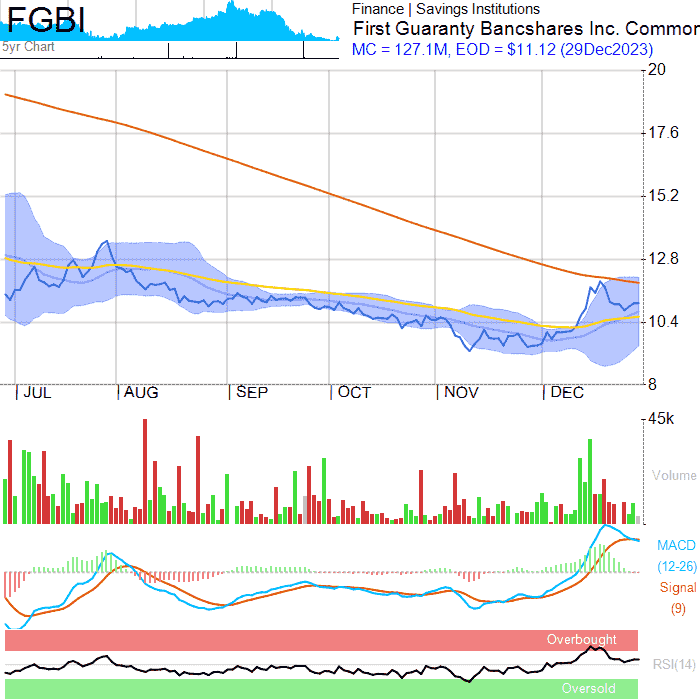 FGBI
5yr Chart
Finance | Savings Institutions
First Guaranty Bancshares Inc. Common
MC = 127.1M, EOD = $11.12 (29Dec2023)
20
17.6
15.2
12.8
10.4
8
JUL AUG SEP OCT NOV DEC
45k
Volume
MACD
(12-26)
Signal
(9)
Overbought
RSI(14)
Oversold